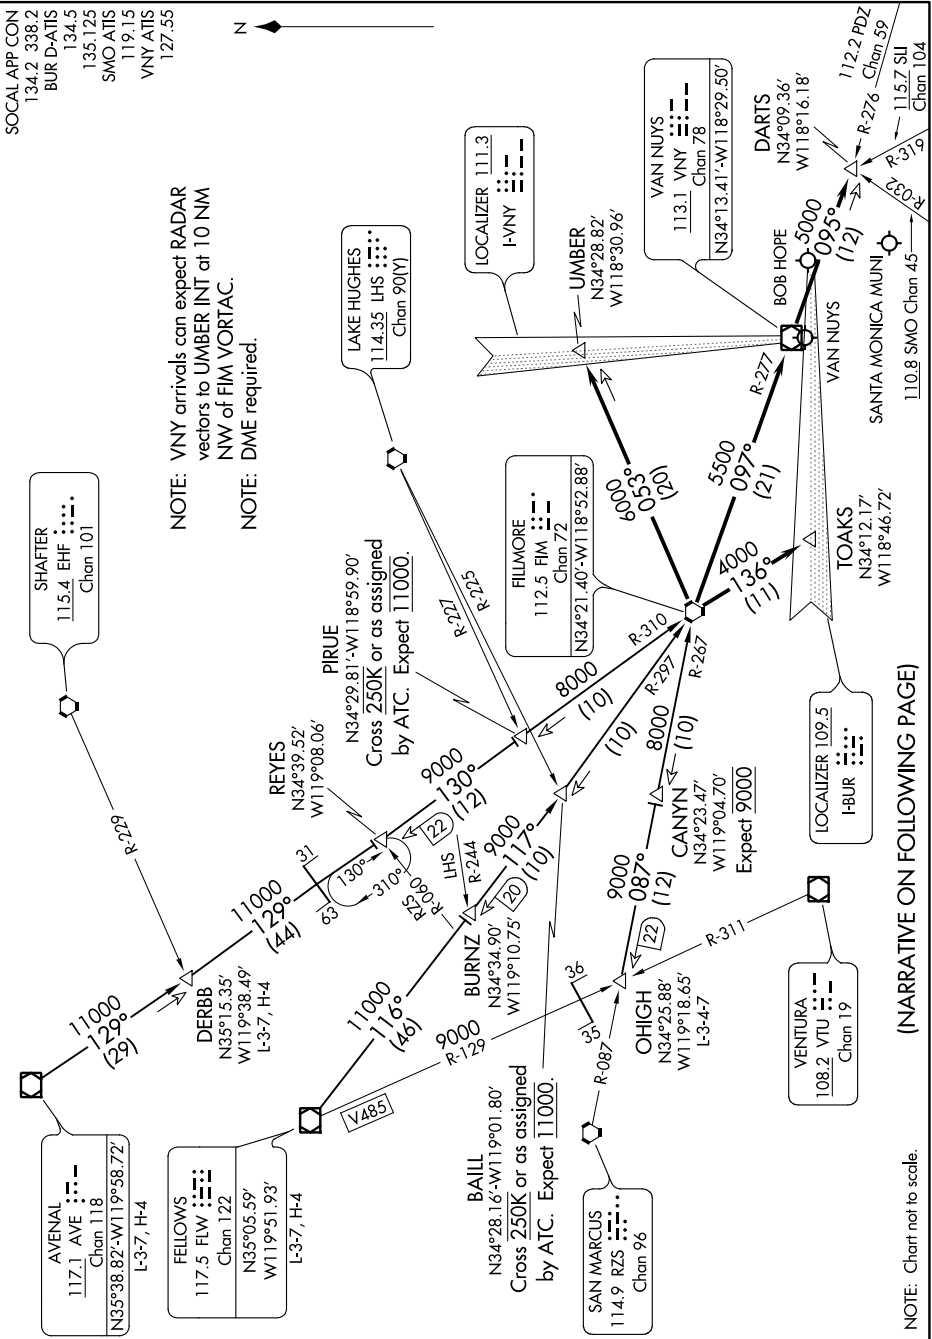 SOCAL APP CON
134.2 338.2
BUR D-ATIS
134.5
135.125
SMO ATIS
119.15
VNY ATIS
127.55
N
NOTE: VNY arrivals can expect RADAR
vectors to UMBER INT at 10 NM
NW of FIM VORTAC.
NOTE: DME required.
SHAFTER
115.4 EHF
Chan 101
LAKE HUGHES
114.35 LHS
Chan 90(Y)
LOCALIZER 111.3
I-VNY
VAN NUYS
113.1 VNY
Chan 78
N34°13.41'-W118°29.50'
UMBER
N34°28.82'
W118°30.96'
DARTS
N34°09.36'
W118°16.18'
112.2 PDZ
Chan 59
R-276
115.7 SLI
Chan 104
R-319
R-032
BOB HOPE
5000
095°
(12)
SANTA MONICA MUNI
110.8 SMO Chan 45
VAN NUYS
R-277
5500
097°
(21)
6000
053°
(20)
4000
136°
(11)
TOAKS
N34°12.17'
W118°46.72'
FILLMORE
112.5 FIM
Chan 72
N34°21.40'-W118°52.88'
R-227
R-225
PIRUE
N34°29.81'-W118°59.90'
Cross 250K or as assigned
by ATC. Expect 11000.
R-310
8000
(10)
R-297
(10)
R-267
8000
(10)
REYES
N34°39.52'
W119°08.06'
9000
130°
(12)
22
130°
310°
RZS
R-060
LHS
R-244
31
63
R-229
11000
129°
(44)
DERBB
N35°15.35'
W119°38.49'
L-3-7, H-4
11000
129°
(29)
AVENAL
117.1 AVE
Chan 118
N35°38.82'-W119°58.72'
L-3-7, H-4
FELLOWS
117.5 FLW
Chan 122
N35°05.59'
W119°51.93'
L-3-7, H-4
V485
11000
116°
(46)
9000
R-129
BURNZ
N34°34.90'
W119°10.75'
20
9000
117°
(10)
BAILL
N34°28.16'-W119°01.80'
Cross 250K or as assigned
by ATC. Expect 11000.
CANYN
N34°23.47'
W119°04.70'
Expect 9000
9000
087°
(12)
22
36
35
OHIGH
N34°25.88'
W119°18.65'
L-3-4-7
R-087
R-311
SAN MARCUS
114.9 RZS
Chan 96
VENTURA
108.2 VTU
Chan 19
LOCALIZER 109.5
I-BUR
(NARRATIVE ON FOLLOWING PAGE)
NOTE: Chart not to scale.